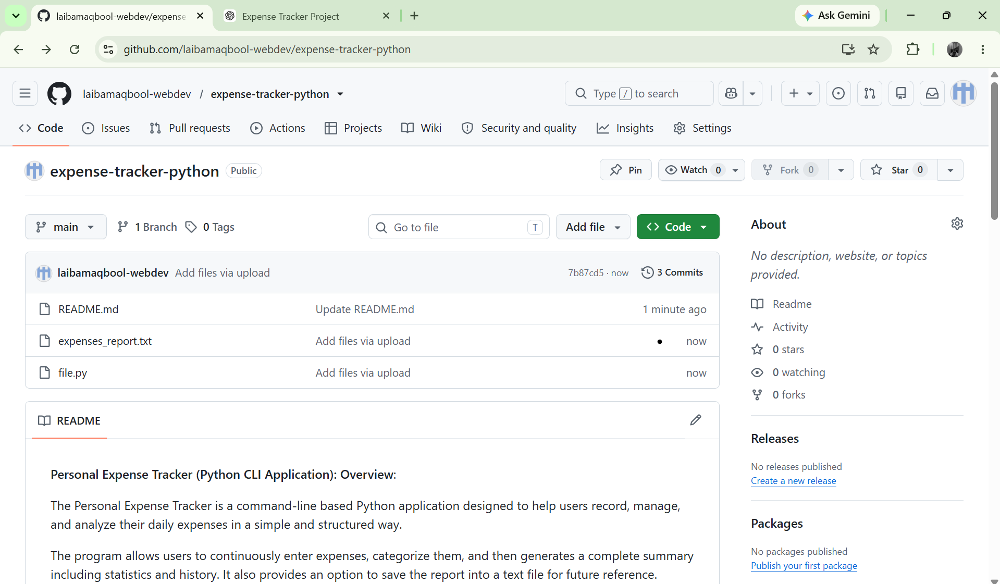 laibamaqbool-webdev/expense
Expense Tracker Project
Ask Gemini
github.com/laibamaqbool-webdev/expense-tracker-python
laibamaqbool-webdev / expense-tracker-python
Type / to search
Code
Issues
Pull requests
Actions
Projects
Wiki
Security and quality
Insights
Settings
expense-tracker-python Public
Pin
Watch 0
Fork 0
Star 0
main
1 Branch
0 Tags
Go to file T
Add file
Code
laibamaqbool-webdev Add files via upload 7b87cd5 · now 3 Commits
README.md Update README.md 1 minute ago
expenses_report.txt Add files via upload now
file.py Add files via upload now
README
Personal Expense Tracker (Python CLI Application): Overview:
The Personal Expense Tracker is a command-line based Python application designed to help users record, manage,
and analyze their daily expenses in a simple and structured way.
The program allows users to continuously enter expenses, categorize them, and then generates a complete summary
including statistics and history. It also provides an option to save the report into a text file for future reference.
About
No description, website, or topics
provided.
Readme
Activity
0 stars
0 watching
0 forks
Releases
No releases published
Create a new release
Packages
No packages published
Publish your first package